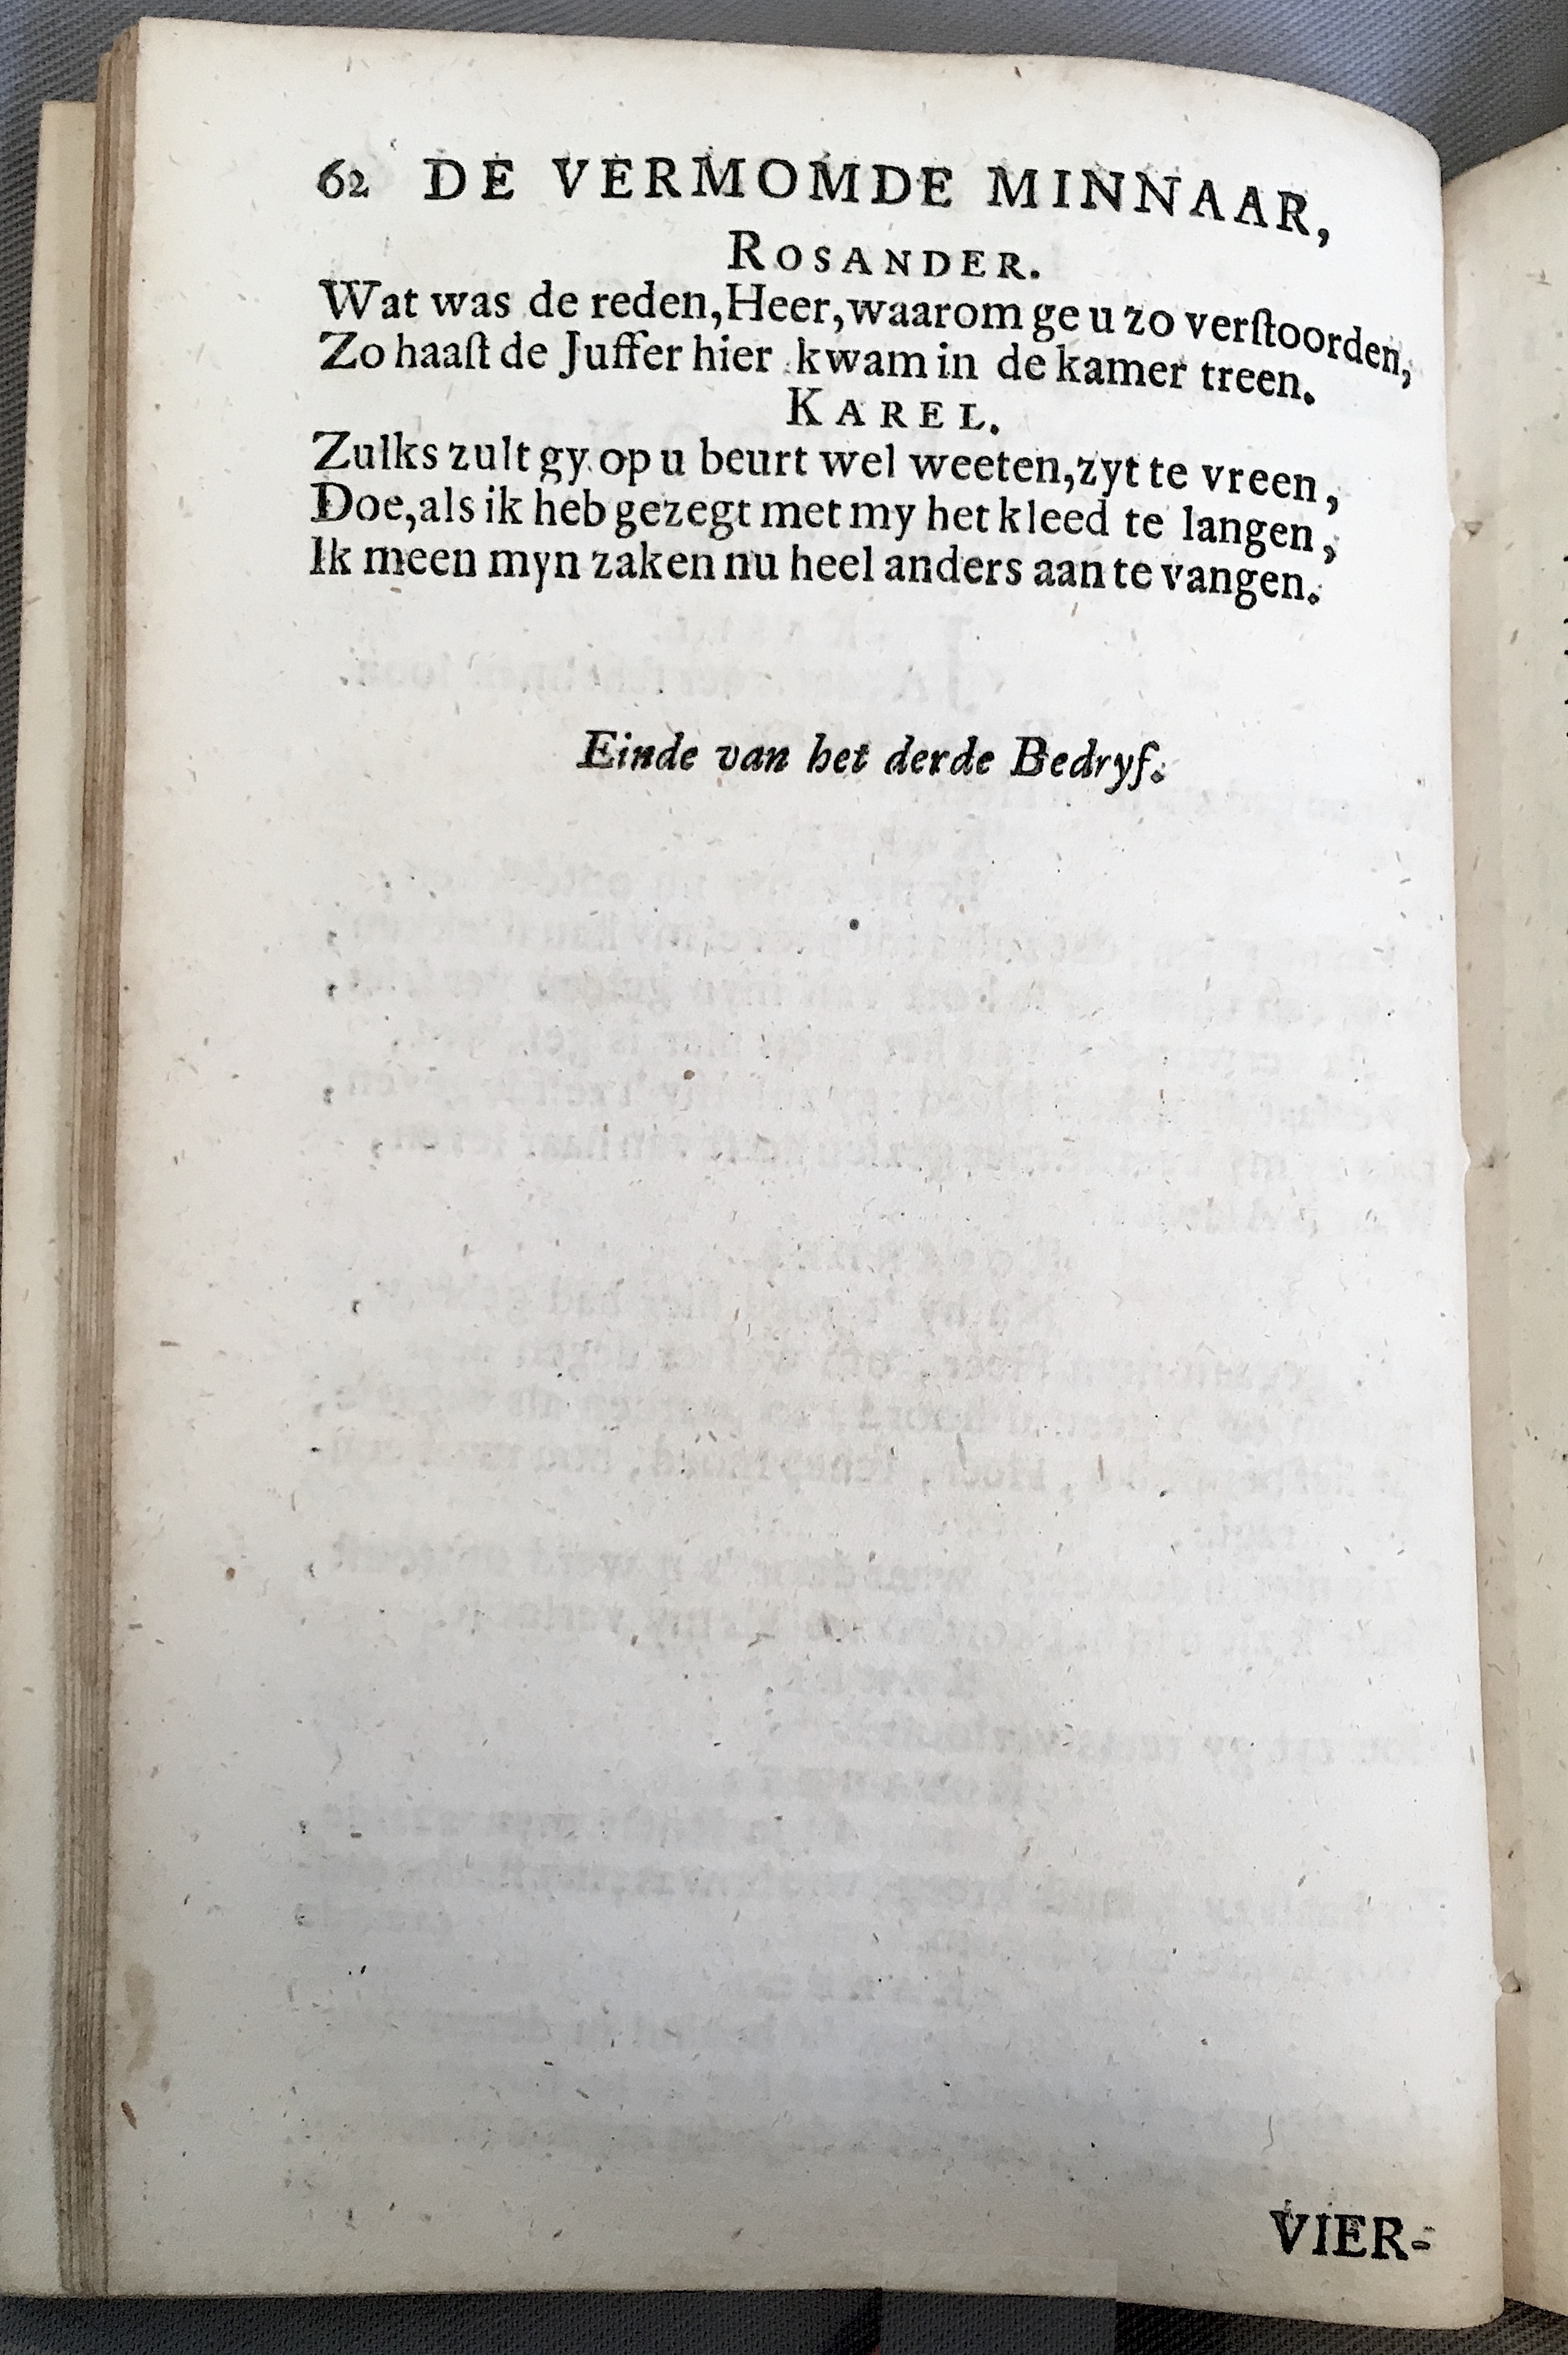 62 DE VERMOMDE MINNAAR,
ROSANDER.
Wat was de reden, Heer, waarom ge u zo verſtoorden,
Zo haaſt de Juffer hier kwam in de kamer treen.
KAREL.
Zulks zult gy op u beurt wel weeten, zyt te vreen,
Doe, als ik heb gezegt met my het kleed te langen,
Ik meen myn zaken nu heel anders aan te vangen.
Einde van het derde Bedryf.
VIER-